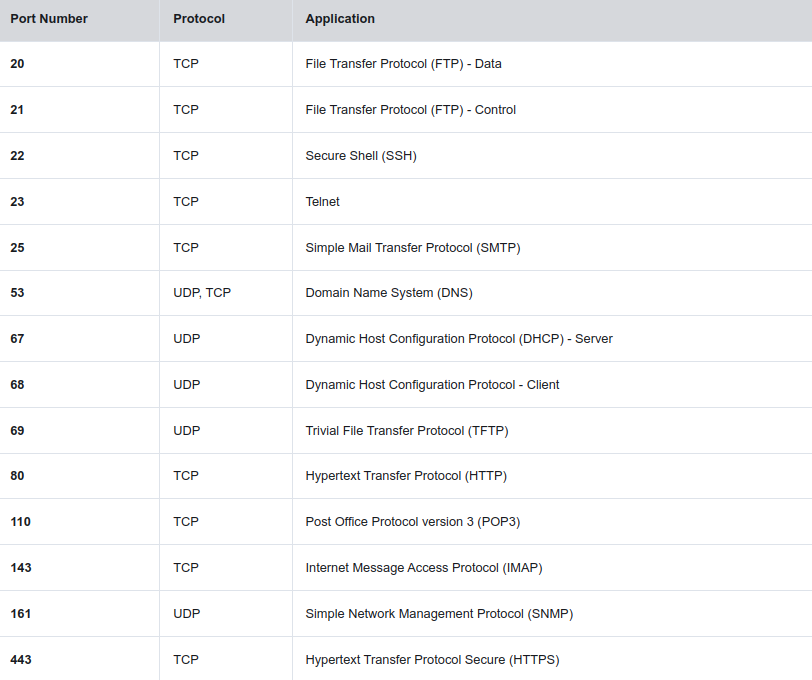 Port Number Protocol Application
20 TCP File Transfer Protocol (FTP) - Data
21 TCP File Transfer Protocol (FTP) - Control
22 TCP Secure Shell (SSH)
23 TCP Telnet
25 TCP Simple Mail Transfer Protocol (SMTP)
53 UDP, TCP Domain Name System (DNS)
67 UDP Dynamic Host Configuration Protocol (DHCP) - Server
68 UDP Dynamic Host Configuration Protocol - Client
69 UDP Trivial File Transfer Protocol (TFTP)
80 TCP Hypertext Transfer Protocol (HTTP)
110 TCP Post Office Protocol version 3 (POP3)
143 TCP Internet Message Access Protocol (IMAP)
161 UDP Simple Network Management Protocol (SNMP)
443 TCP Hypertext Transfer Protocol Secure (HTTPS)